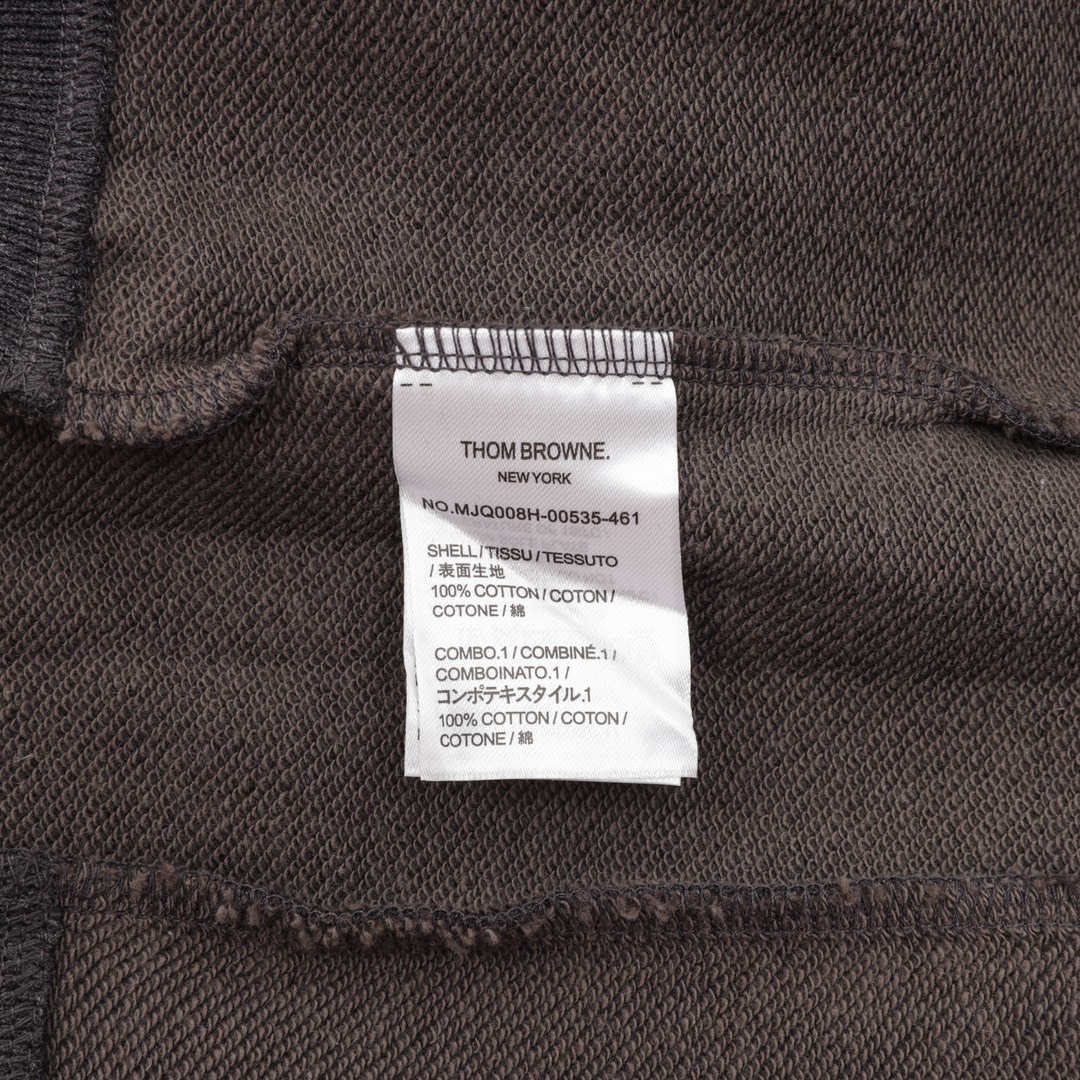 THOM BROWNE.
NEW YORK
NO.MJQ008H-00535-461
SHELL / TISSU / TESSUTO
/ 表面生地
100% COTTON / COTON /
COTONE / 綿
COMBO.1 / COMBINÉ.1 /
COMBOINATO.1 /
コンポテキスタイル.1
100% COTTON / COTON /
COTONE / 綿